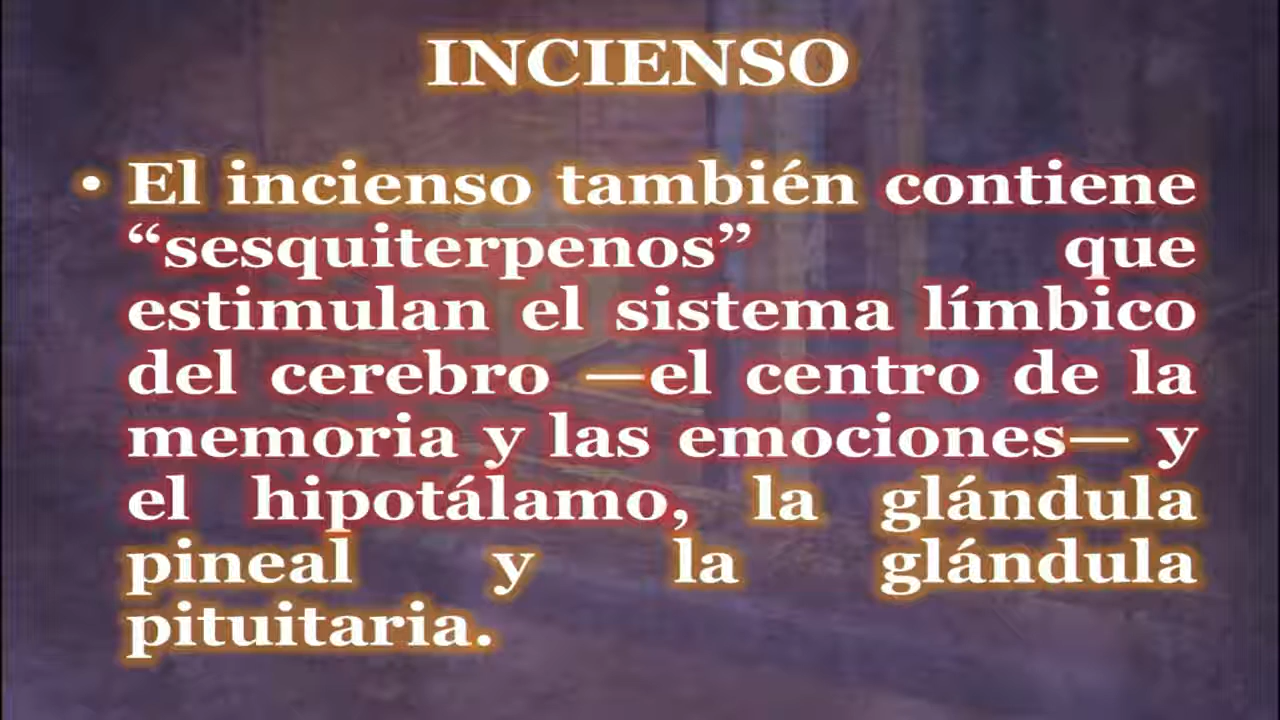 INCIENSO
• El incienso también contiene
“sesquiterpenos” que
estimulan el sistema límbico
del cerebro —el centro de la
memoria y las emociones— y
el hipotálamo, la glándula
pineal y la glándula
pituitaria.